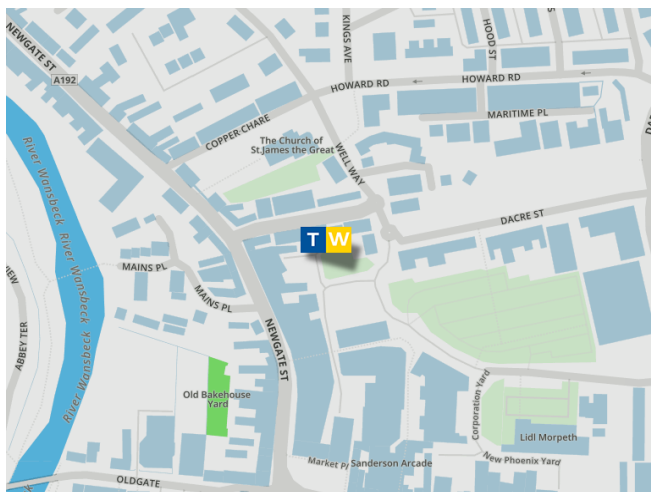 NEWGATE ST
KINGS AVE
HOOD ST
A192
HOWARD RD
HOWARD RD
MARITIME PL
COPPER CHARE
The Church of
St.James the Great
WELL WAY
River Wansbeck
River Wansbeck
River Wansbeck
DACRE ST
T W
MAINS PL
MAINS PL
ABBEY TER
NEWGATE ST
Old Bakehouse
Yard
Corporation Yard
Lidl Morpeth
Market Pl
Sanderson Arcade
New Phoenix Yard
OLDGATE